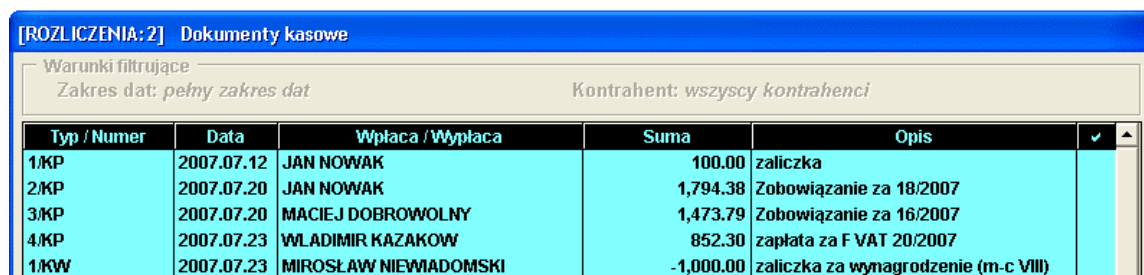 [ROZLICZENIA:2] Dokumenty kasowe
Warunki filtrujące
Zakres dat: pełny zakres dat Kontrahent: wszyscy kontrahenci
Typ / Numer Data Wpłaca / Wypłaca Suma Opis ✓
1/KP 2007.07.12 JAN NOWAK 100.00 zaliczka
2/KP 2007.07.20 JAN NOWAK 1,794.38 Zobowiązanie za 18/2007
3/KP 2007.07.20 MACIEJ DOBROWOLNY 1,473.79 Zobowiązanie za 16/2007
4/KP 2007.07.23 WLADIMIR KAZAKOW 852.30 zapłata za F VAT 20/2007
1/KW 2007.07.23 MIROSŁAW NIEWIADOMSKI -1,000.00 zaliczka za wynagrodzenie (m-c VIII)